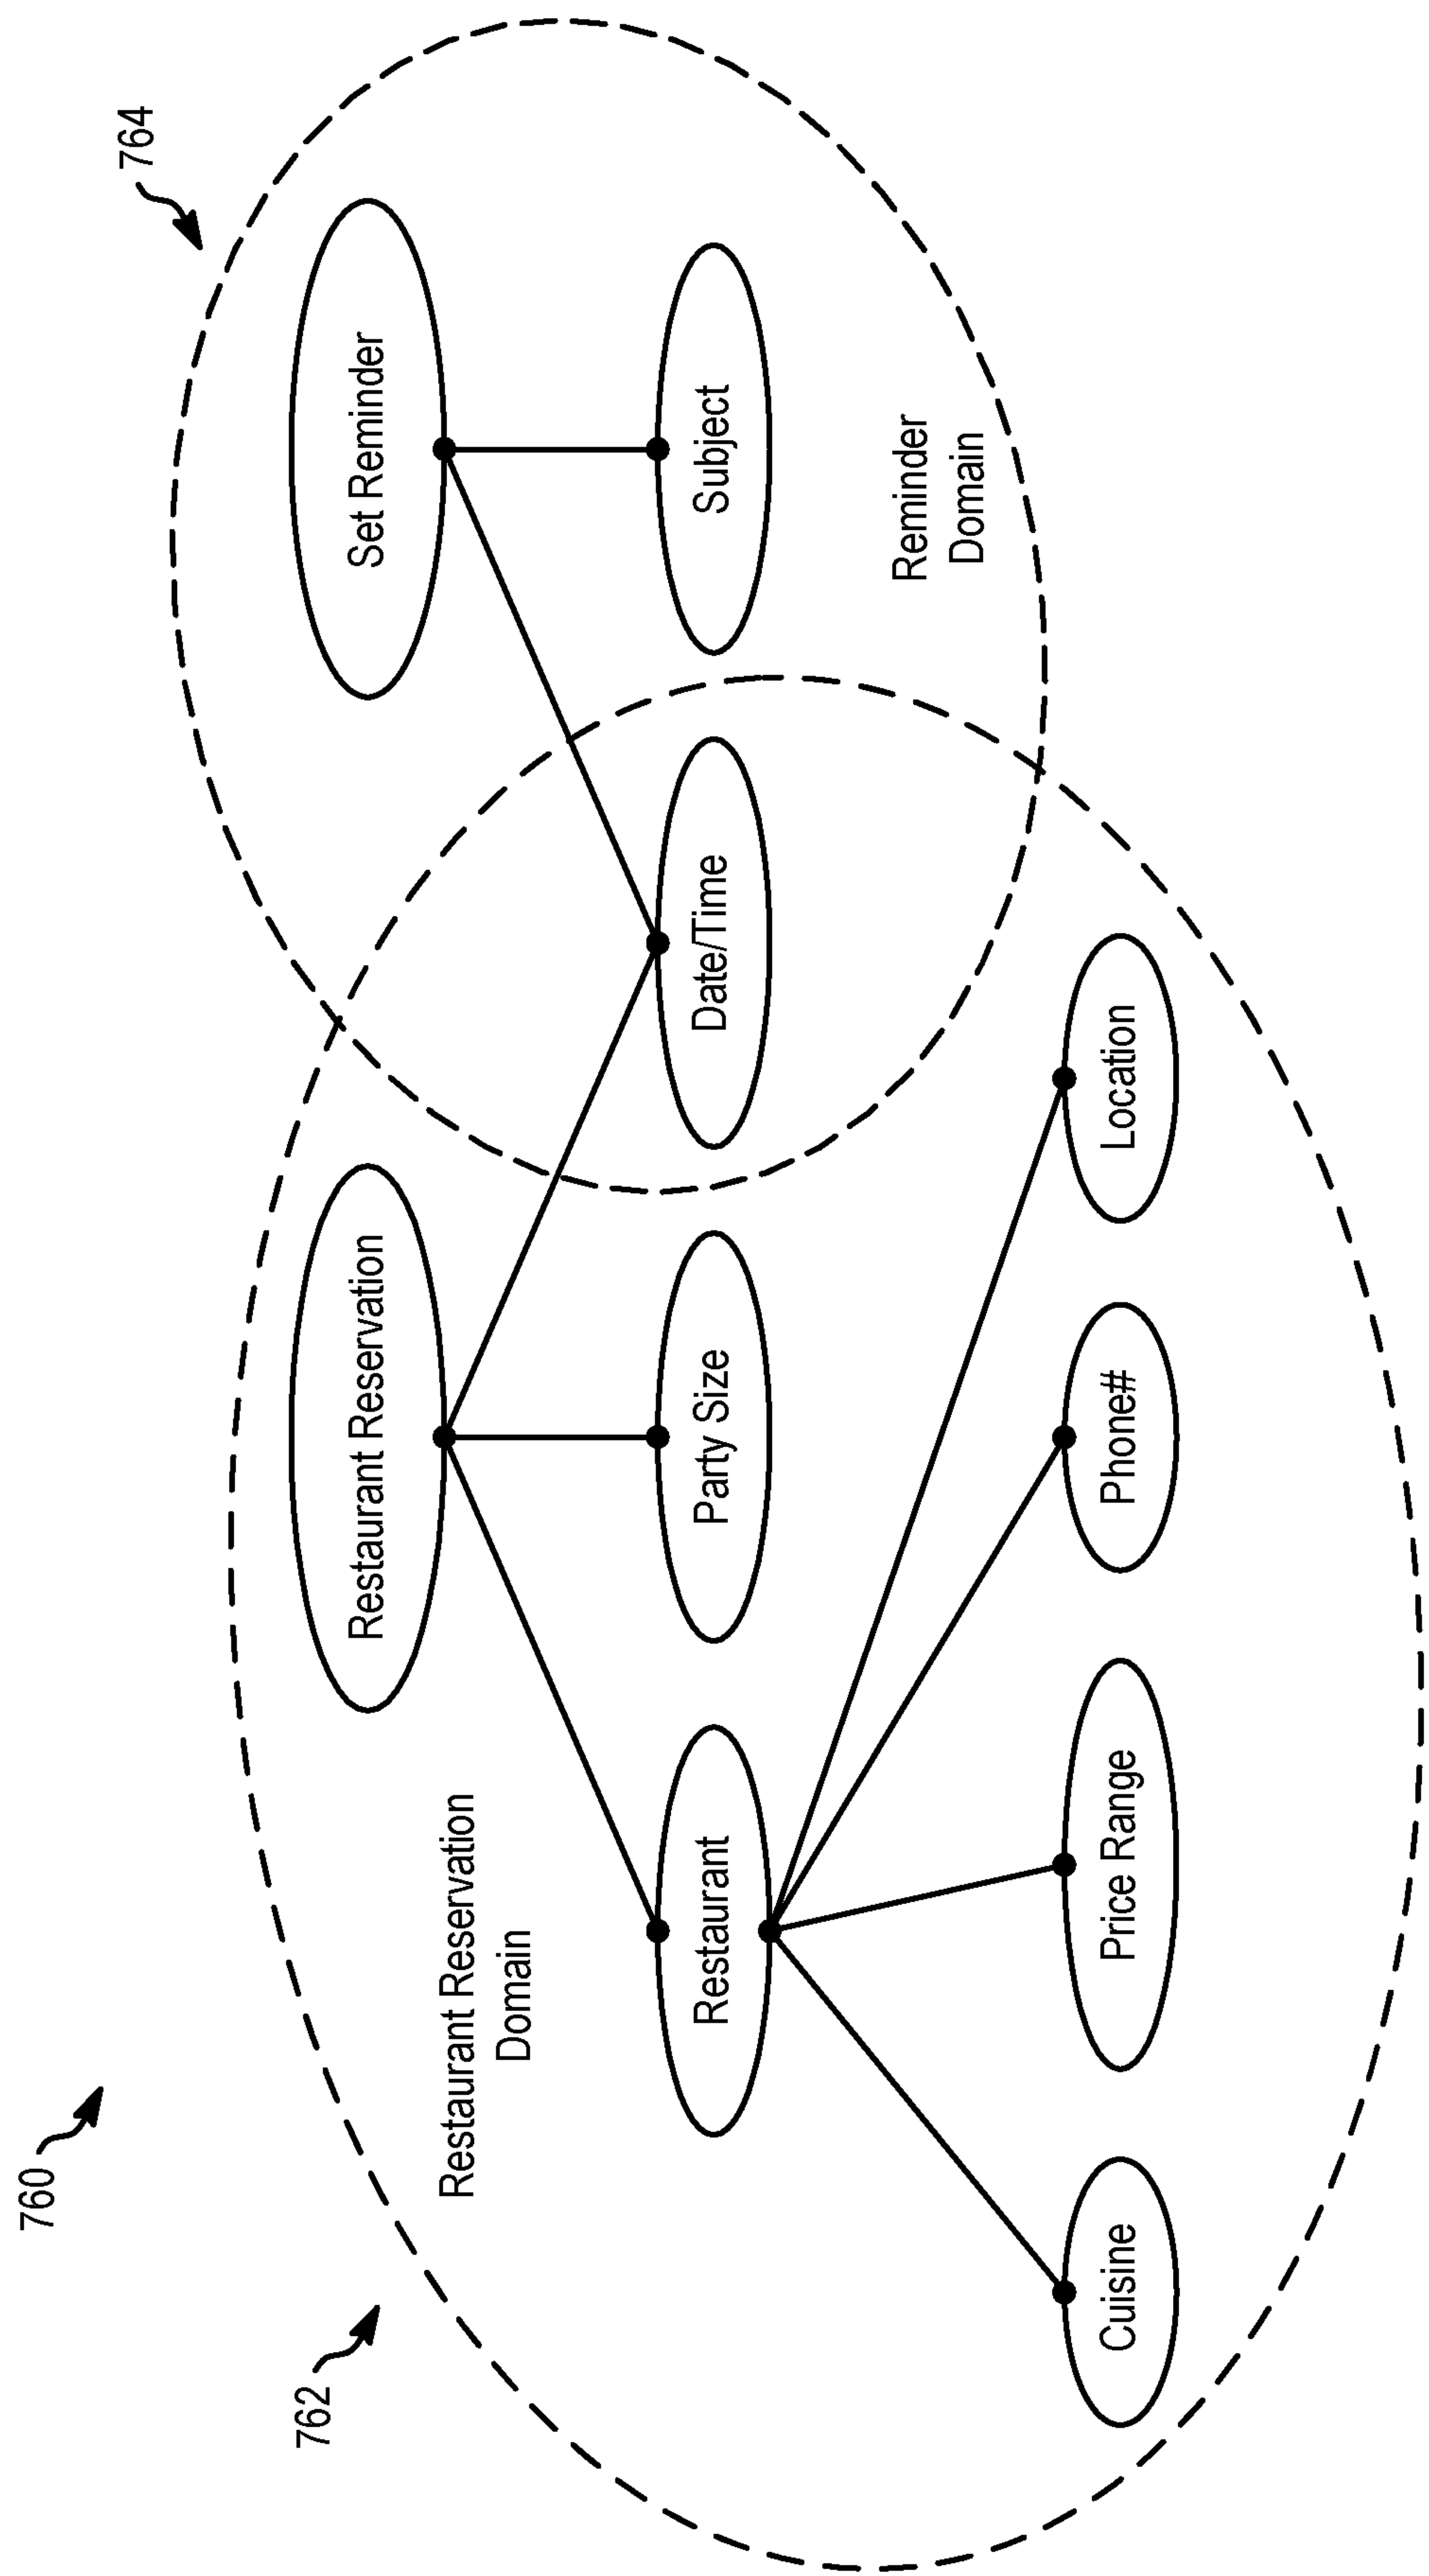 760
762
764
Restaurant Reservation
Set Reminder
Restaurant Reservation
Domain
Restaurant
Party Size
Date/Time
Subject
Reminder
Domain
Cuisine
Price Range
Phone#
Location